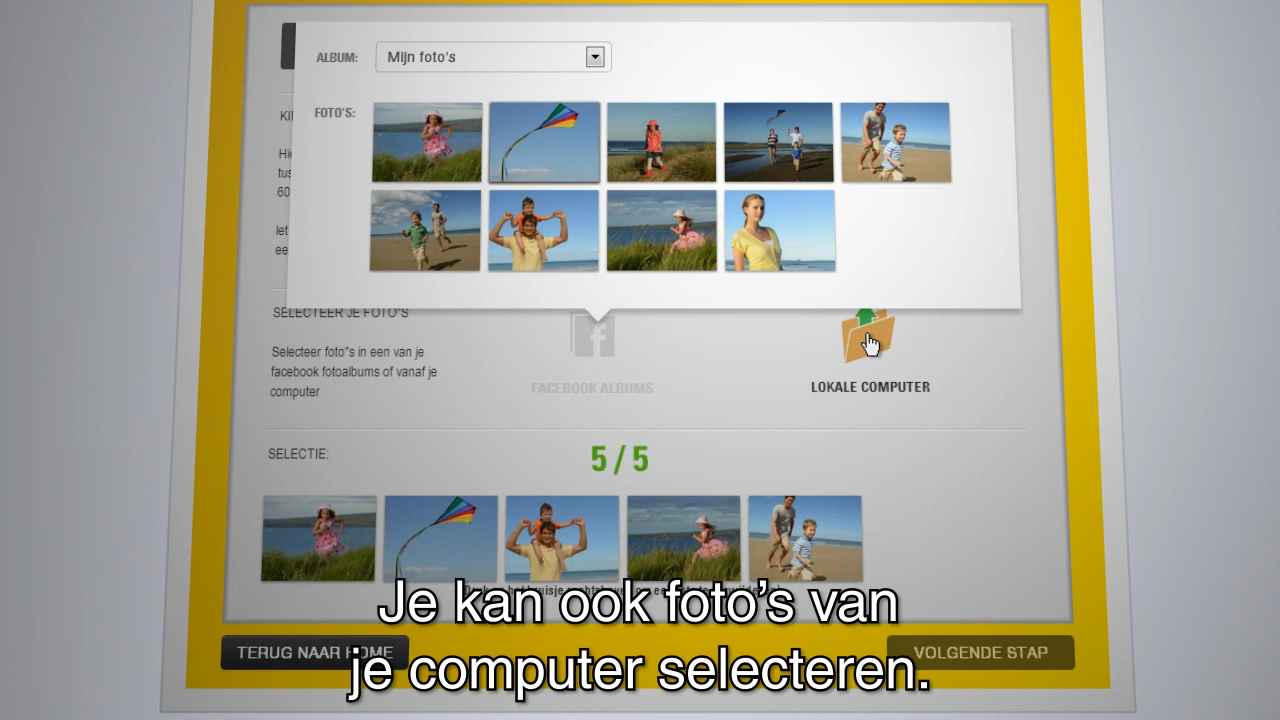 ALBUM:
Mijn foto's
FOTO'S:
SELECTEER JE FOTO"S
Selecteer foto"s in een van je
facebook fotoalbums of vanaf je
computer
FACEBOOK ALBUMS
LOKALE COMPUTER
SELECTIE:
5 / 5
Je kan ook foto's van
je computer selecteren.
TERUG NAAR HOME
VOLGENDE STAP